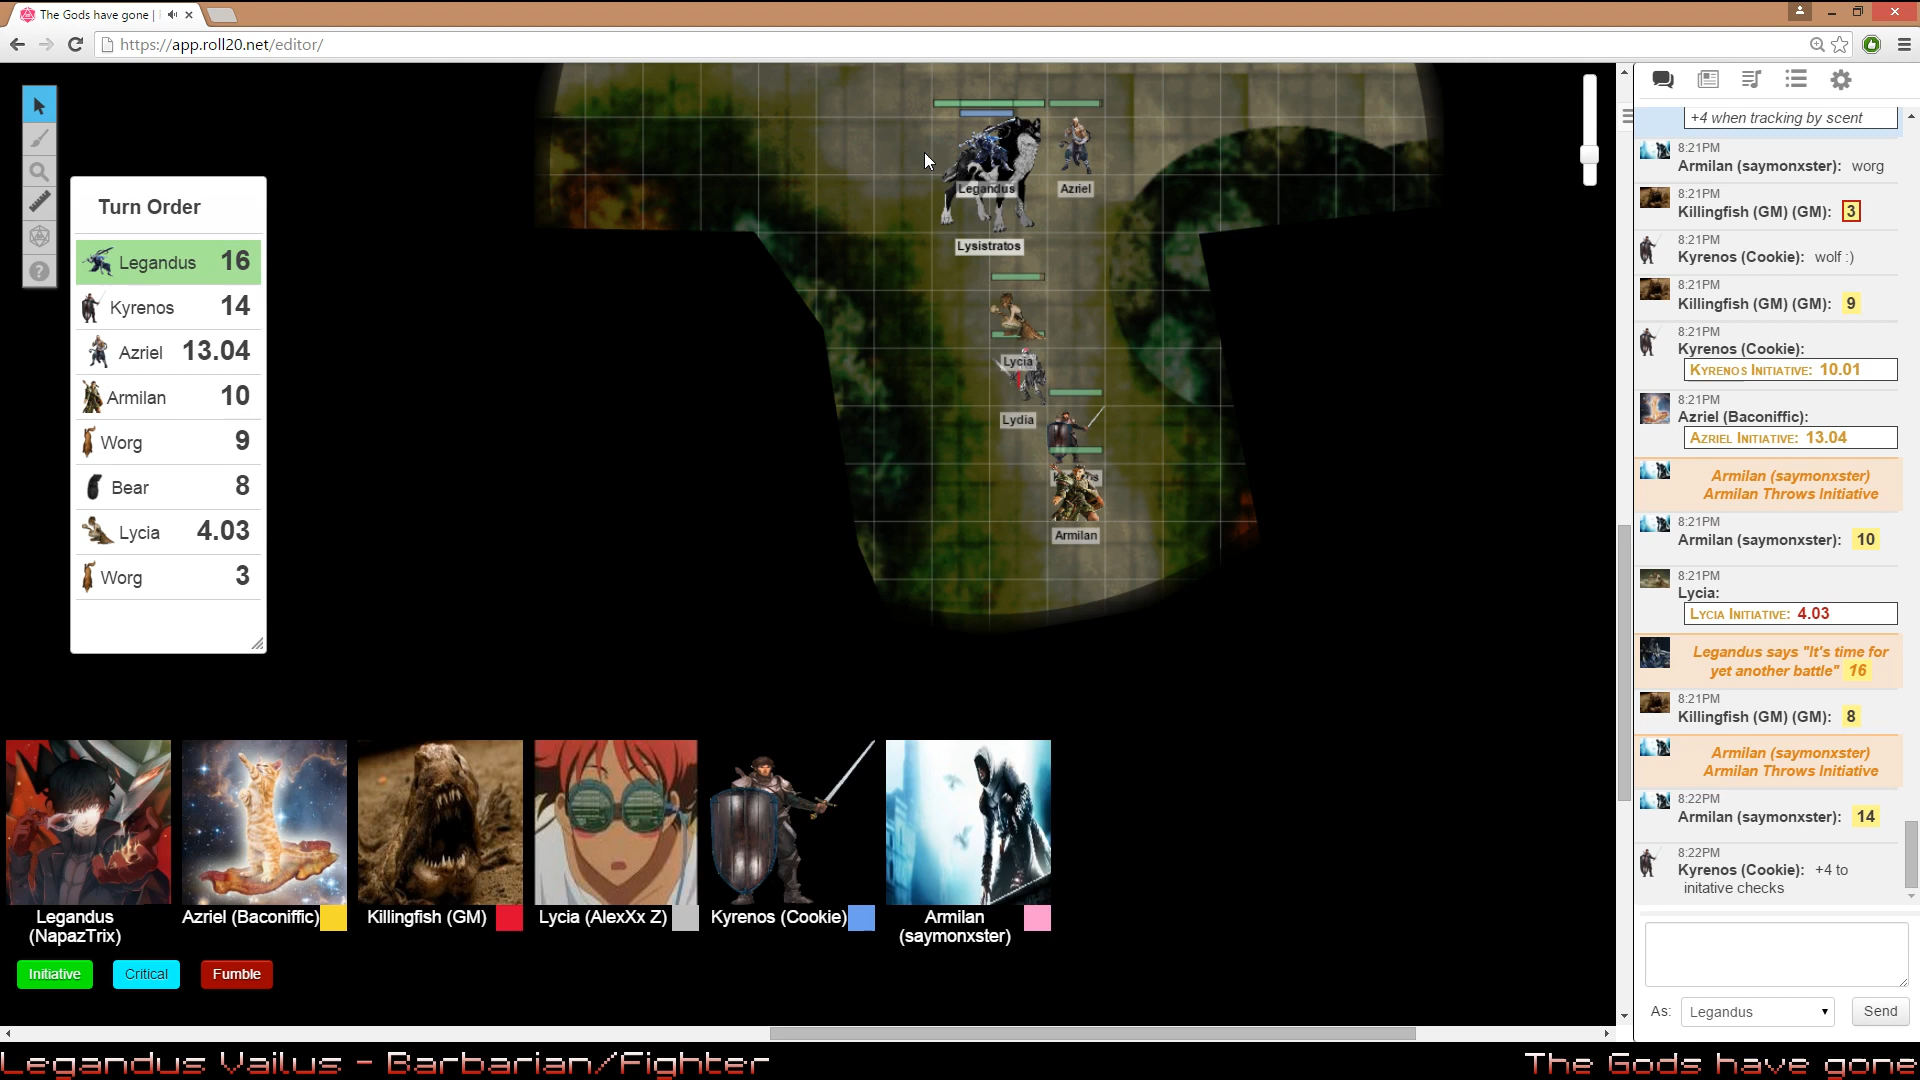 The Gods have gone |
https://app.roll20.net/editor/
Turn Order
Legandus 16
Kyrenos 14
Azriel 13.04
Armilan 10
Worg 9
Bear 8
Lycia 4.03
Worg 3
Legandus
Azriel
Lysistratos
Lycia
Lydia
Armilan
Legandus
(NapazTrix)
Azriel (Baconiffic)
Killingfish (GM)
Lycia (AlexXx Z)
Kyrenos (Cookie)
Armilan
(saymonxster)
Initiative
Critical
Fumble
+4 when tracking by scent
8:21PM
Armilan (saymonxster): worg
8:21PM
Killingfish (GM) (GM): 3
8:21PM
Kyrenos (Cookie): wolf :)
8:21PM
Killingfish (GM) (GM): 9
8:21PM
Kyrenos (Cookie):
KYRENOS INITIATIVE: 10.01
8:21PM
Azriel (Baconiffic):
AZRIEL INITIATIVE: 13.04
Armilan (saymonxster)
Armilan Throws Initiative
8:21PM
Armilan (saymonxster): 10
8:21PM
Lycia:
LYCIA INITIATIVE: 4.03
Legandus says "It's time for
yet another battle" 16
8:21PM
Killingfish (GM) (GM): 8
Armilan (saymonxster)
Armilan Throws Initiative
8:22PM
Armilan (saymonxster): 14
8:22PM
Kyrenos (Cookie): +4 to
initative checks
As: Legandus
Send
Legandus Vailus - Barbarian/Fighter
The Gods have gone